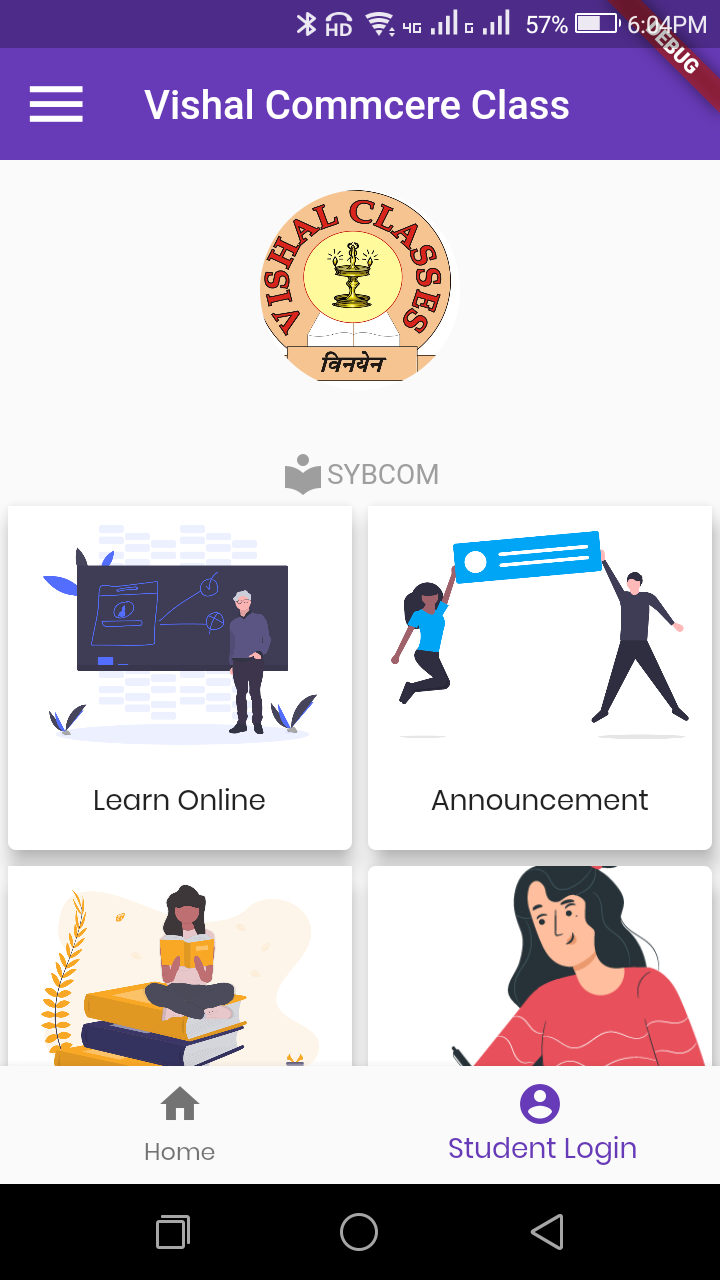 HD 4G G 57% 6:04PM
DEBUG
Vishal Commcere Class
VISHAL CLASSES
विनयेन
SYBCOM
Learn Online
Announcement
Home
Student Login